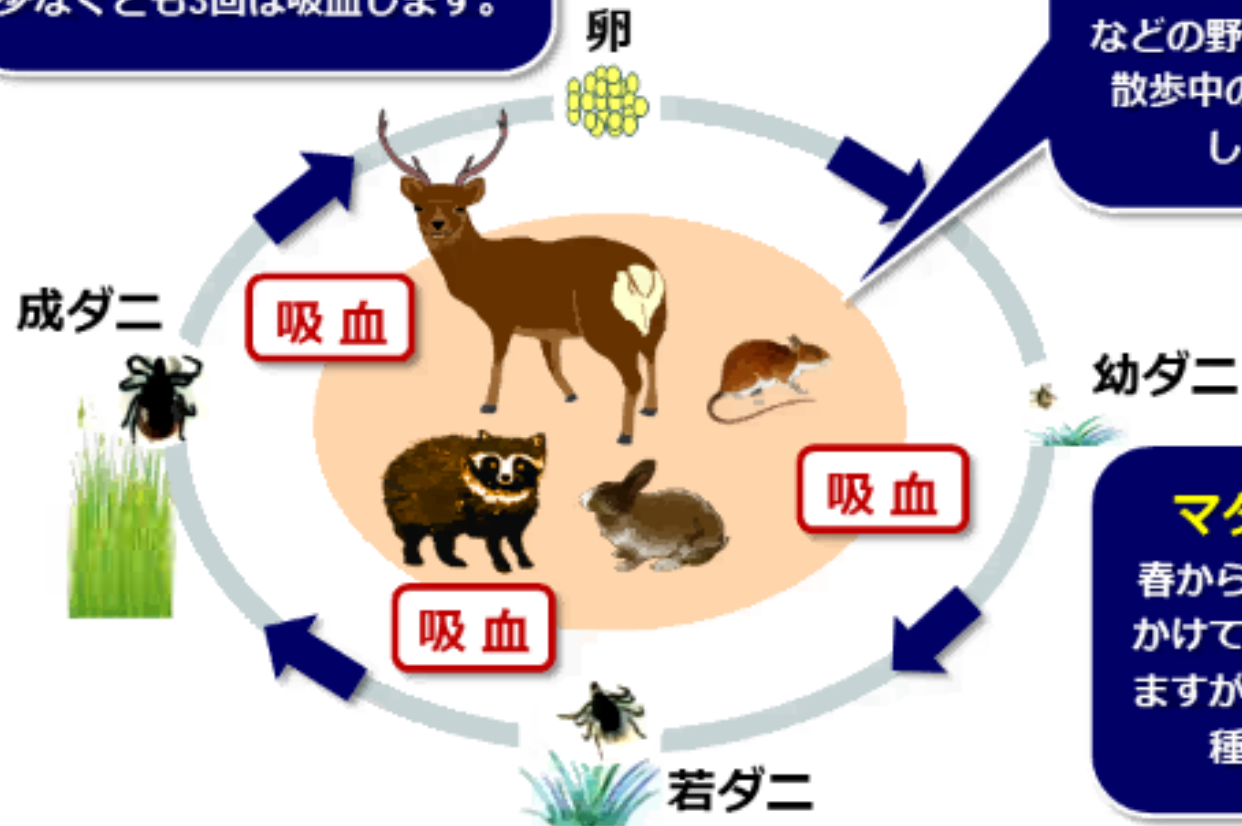 少なくとも3回は吸血します。
卵
などの野
散歩中の
し
成ダニ
吸血
幼ダニ
吸血
マダ
春から
かけて
ますが
種
吸血
若ダニ